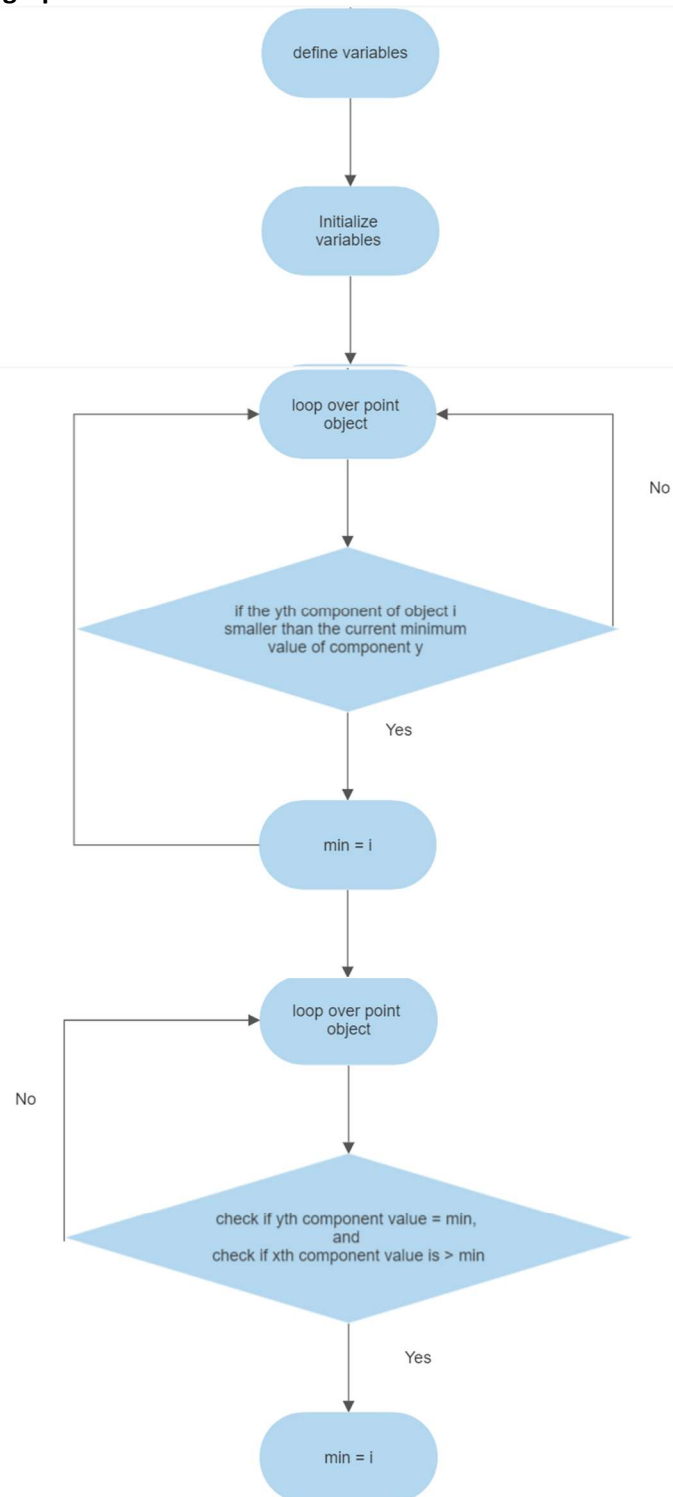 define variables
Initialize
variables
loop over point
object
No
if the yth component of object i
smaller than the current minimum
value of component y
Yes
min = i
loop over point
object
No
check if yth component value = min,
and
check if xth component value is > min
Yes
min = i